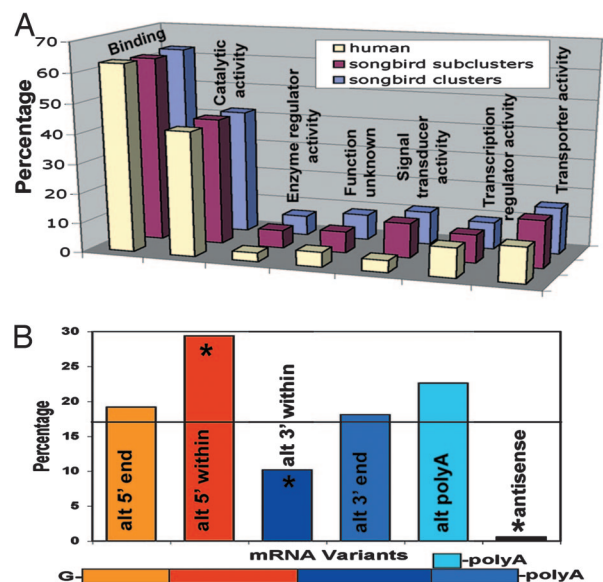 A
Percentage
70
60
50
40
30
20
10
0
human
songbird subclusters
songbird clusters
Binding
Catalytic
activity
Enzyme regulator
activity
Function
unknown
Signal
transducer
activity
Transcription
regulator activity
Transporter activity
B
Percentage
30
25
20
15
10
5
0
alt 5' end
alt 5' within
*
alt 3' within
*
alt 3' end
alt polyA
*antisense
mRNA Variants
-polyA
G-
-polyA